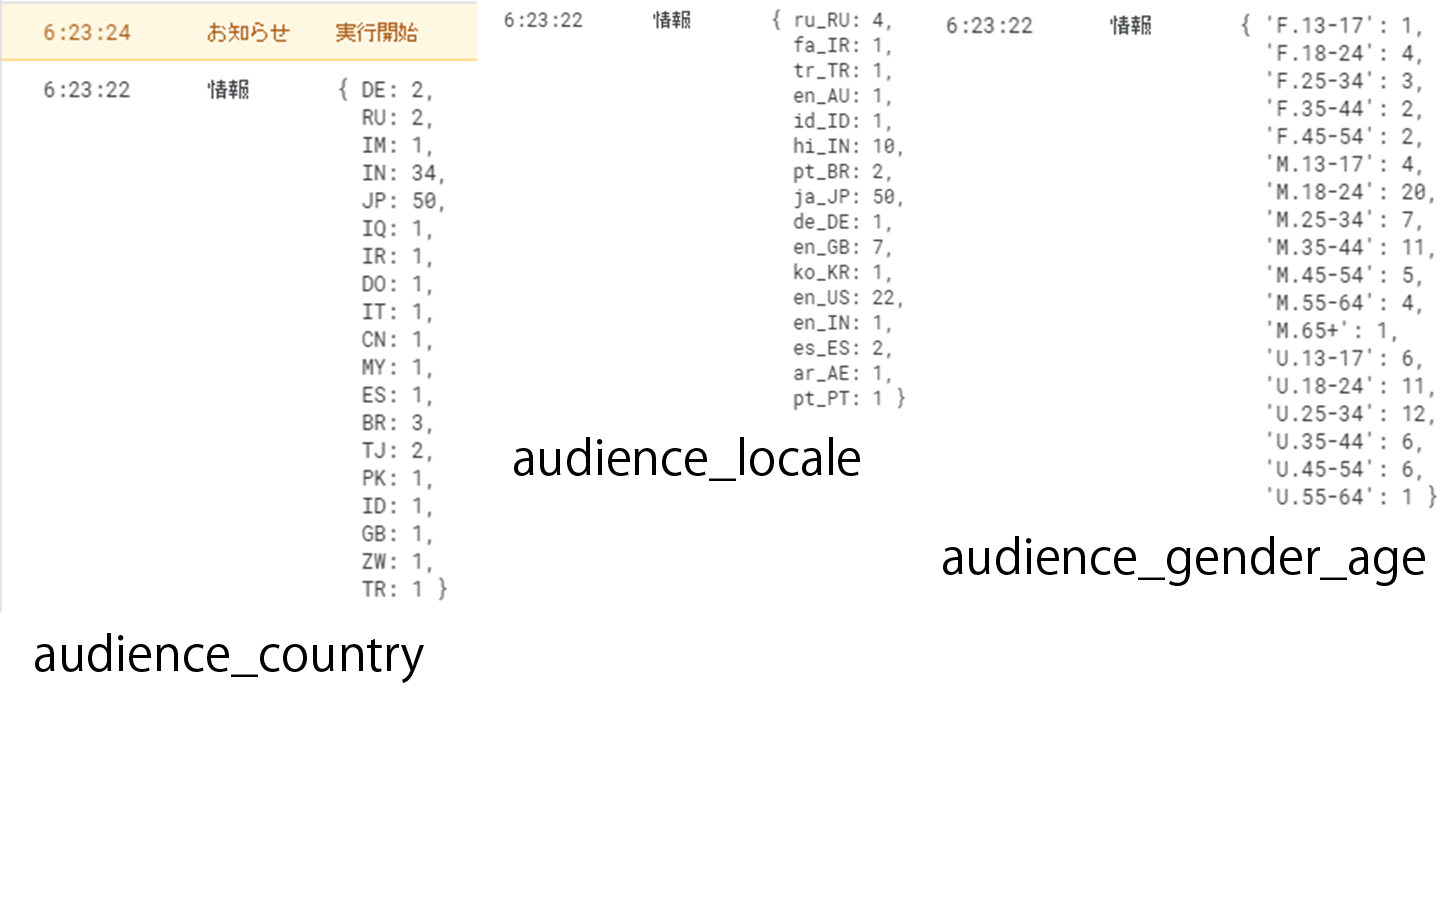 6:23:24 お知らせ 実行開始
6:23:22 情報 { DE: 2,
RU: 2,
IM: 1,
IN: 34,
JP: 50,
IQ: 1,
IR: 1,
DO: 1,
IT: 1,
CN: 1,
MY: 1,
ES: 1,
BR: 3,
TJ: 2,
PK: 1,
ID: 1,
GB: 1,
ZW: 1,
TR: 1 }
audience_country
6:23:22 情報 { ru_RU: 4,
fa_IR: 1,
tr_TR: 1,
en_AU: 1,
id_ID: 1,
hi_IN: 10,
pt_BR: 2,
ja_JP: 50,
de_DE: 1,
en_GB: 7,
ko_KR: 1,
en_US: 22,
en_IN: 1,
es_ES: 2,
ar_AE: 1,
pt_PT: 1 }
audience_locale
6:23:22 情報 { 'F.13-17': 1,
'F.18-24': 4,
'F.25-34': 3,
'F.35-44': 2,
'F.45-54': 2,
'M.13-17': 4,
'M.18-24': 20,
'M.25-34': 7,
'M.35-44': 11,
'M.45-54': 5,
'M.55-64': 4,
'M.65+': 1,
'U.13-17': 6,
'U.18-24': 11,
'U.25-34': 12,
'U.35-44': 6,
'U.45-54': 6,
'U.55-64': 1 }
audience_gender_age